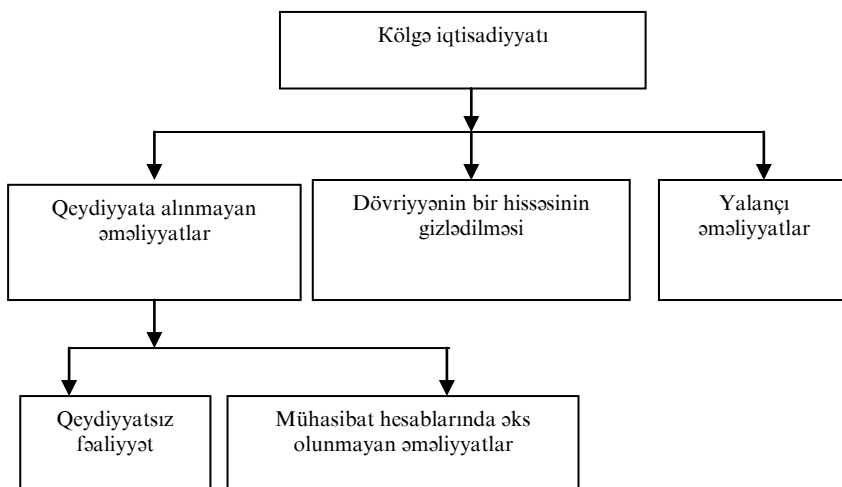 Kölgə iqtisadiyyatı
Qeydiyyata alınmayan
əməliyyatlar
Dövriyyənin bir hissəsinin
gizlədilməsi
Yalançı
əməliyyatlar
Qeydiyyatsız
fəaliyyət
Mühasibat hesablarında əks
olunmayan əməliyyatlar